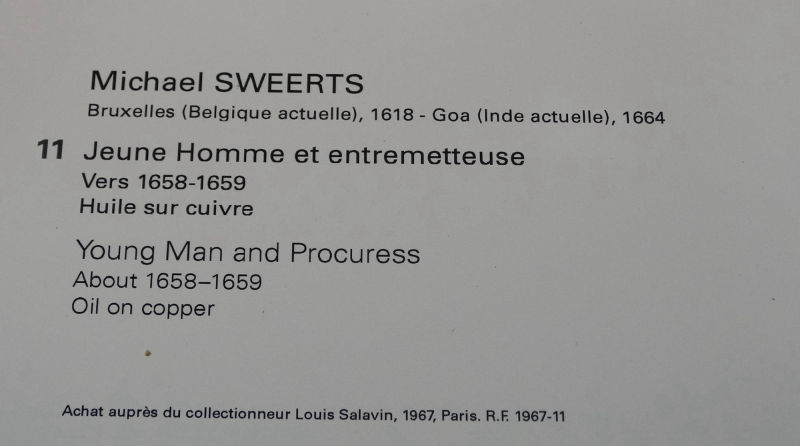 Michael SWEERTS
Bruxelles (Belgique actuelle), 1618 - Goa (Inde actuelle), 1664
11 Jeune Homme et entremetteuse
Vers 1658-1659
Huile sur cuivre
Young Man and Procuress
About 1658–1659
Oil on copper
Achat auprès du collectionneur Louis Salavin, 1967, Paris. R.F. 1967-11